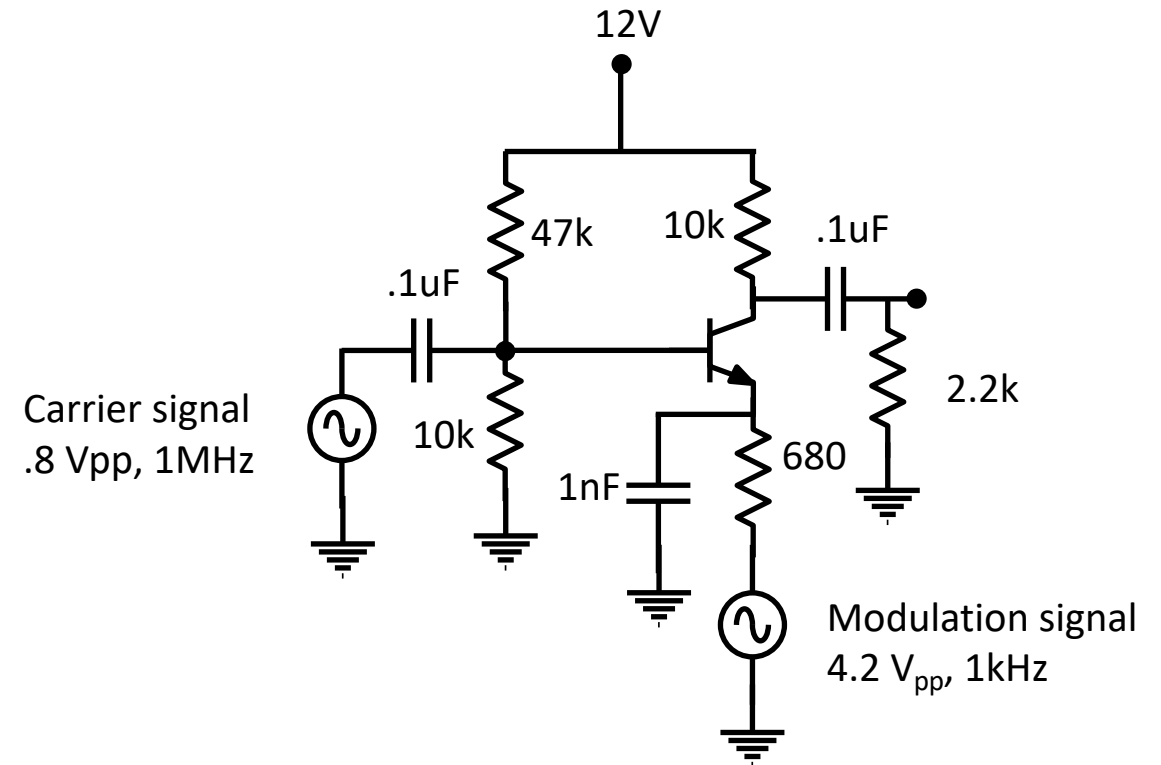 12V
47k
10k
.1uF
.1uF
Carrier signal
.8 Vpp, 1MHz
10k
2.2k
680
1nF
Modulation signal
4.2 Vpp, 1kHz